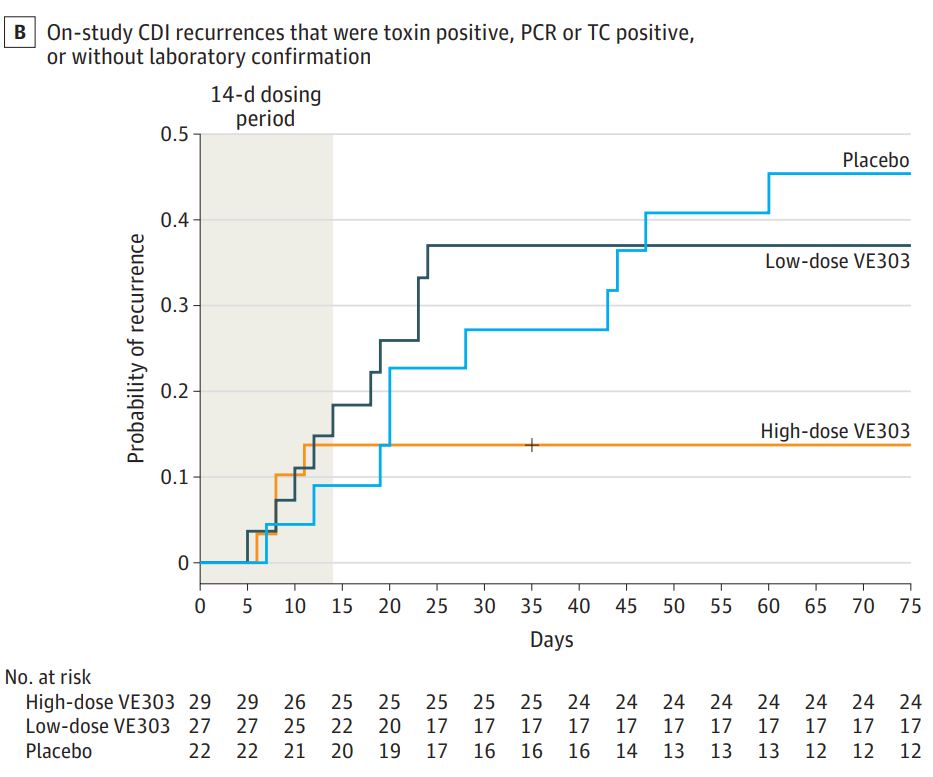 B On-study CDI recurrences that were toxin positive, PCR or TC positive,
or without laboratory confirmation
14-d dosing
period
0.5
0.4
0.3
0.2
0.1
0
Probability of recurrence
Placebo
Low-dose VE303
High-dose VE303
0 5 10 15 20 25 30 35 40 45 50 55 60 65 70 75
Days
No. at risk
High-dose VE303 29 29 26 25 25 25 25 25 24 24 24 24 24 24 24 24
Low-dose VE303 27 27 25 22 20 17 17 17 17 17 17 17 17 17 17 17
Placebo 22 22 21 20 19 17 16 16 16 14 13 13 13 12 12 12